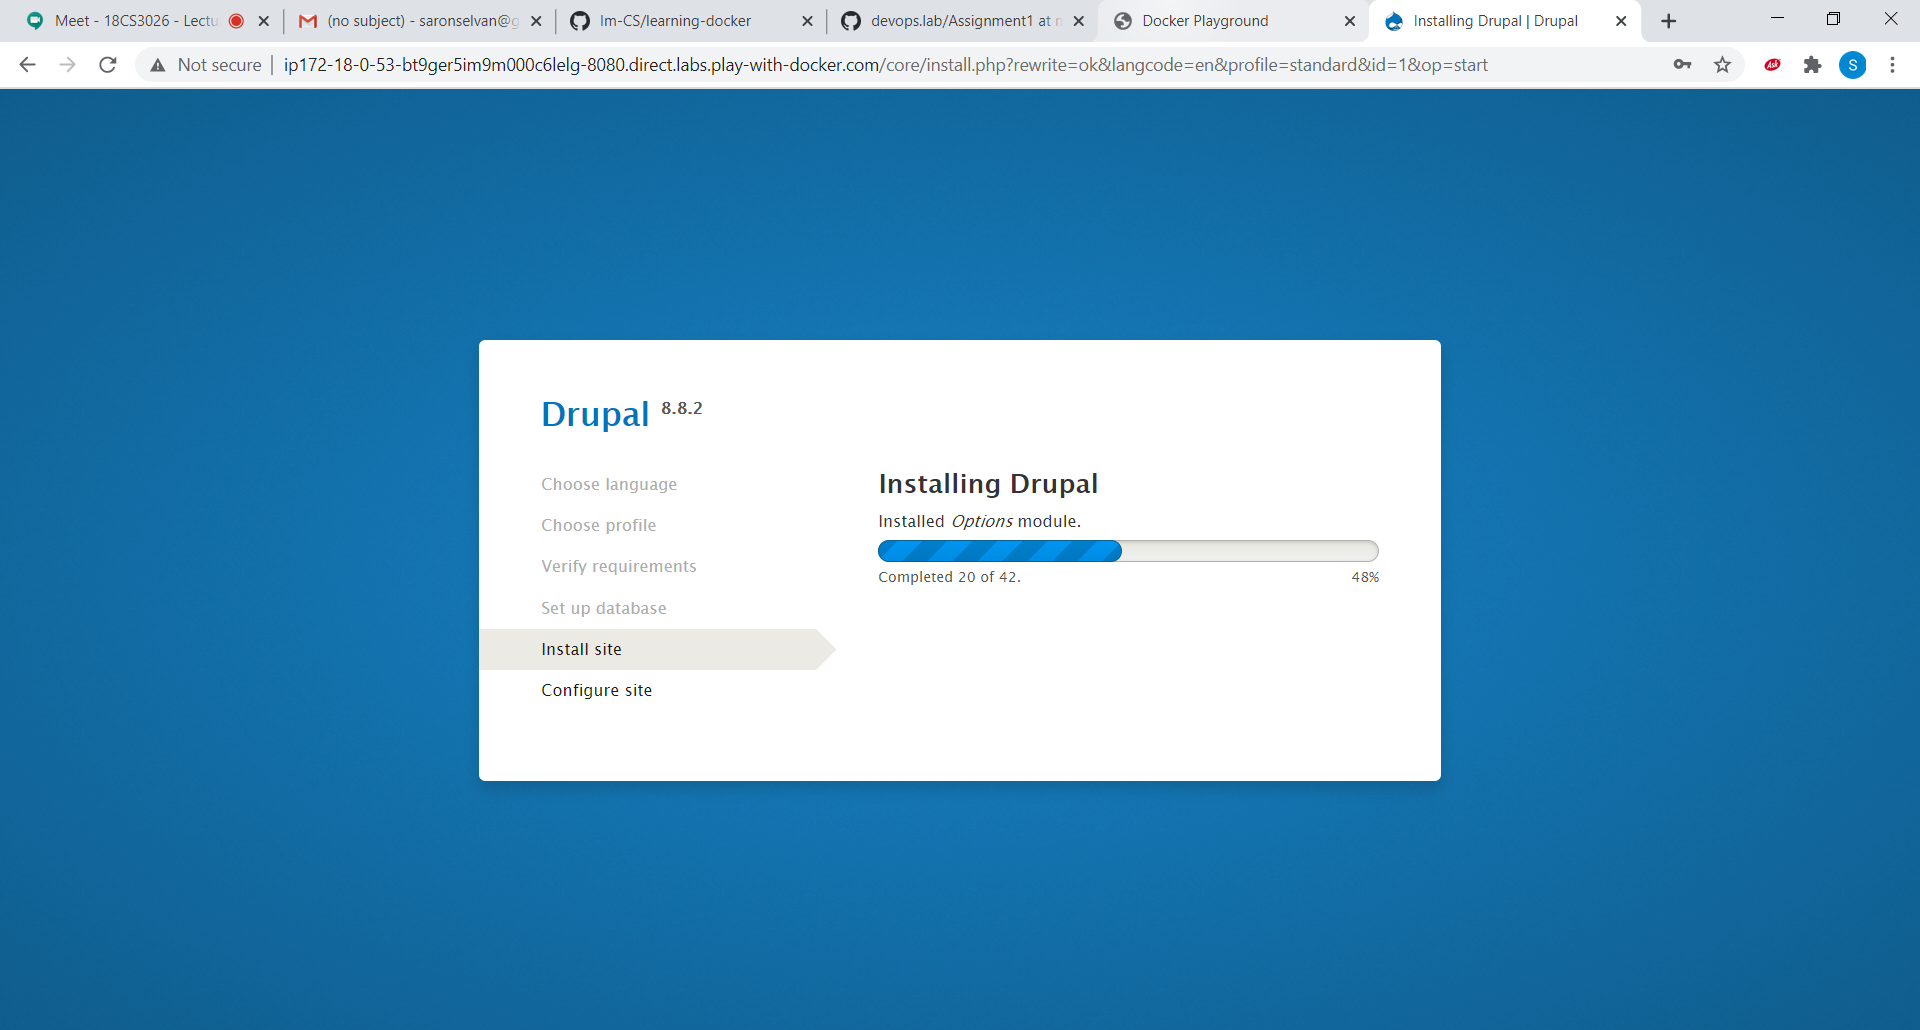 Meet - 18CS3026 - Lectu
(no subject) - saronselvan@g
Im-CS/learning-docker
devops.lab/Assignment1 at m
Docker Playground
Installing Drupal | Drupal
Not secure
ip172-18-0-53-bt9ger5im9m000c6lelg-8080.direct.labs.play-with-docker.com/core/install.php?rewrite=ok&langcode=en&profile=standard&id=1&op=start
Ask
S
Drupal 8.8.2
Choose language
Choose profile
Verify requirements
Set up database
Install site
Configure site
Installing Drupal
Installed Options module.
Completed 20 of 42.
48%